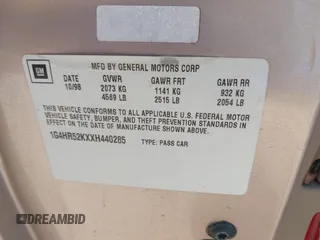 GM
MFD BY GENERAL MOTORS CORP
DATE GVWR GAWR FRT GAWR RR
10/98 2073 KG 1141 KG 932 KG
4569 LB 2515 LB 2054 LB
THIS VEHICLE CONFORMS TO ALL APPLICABLE U.S. FEDERAL MOTOR
VEHICLE SAFETY, BUMPER, AND THEFT PREVENTION STANDARDS IN
EFFECT ON THE DATE OF MANUFACTURE SHOWN ABOVE.
1G4HR52KXXH440285 TYPE: PASS CAR
DREAMBID